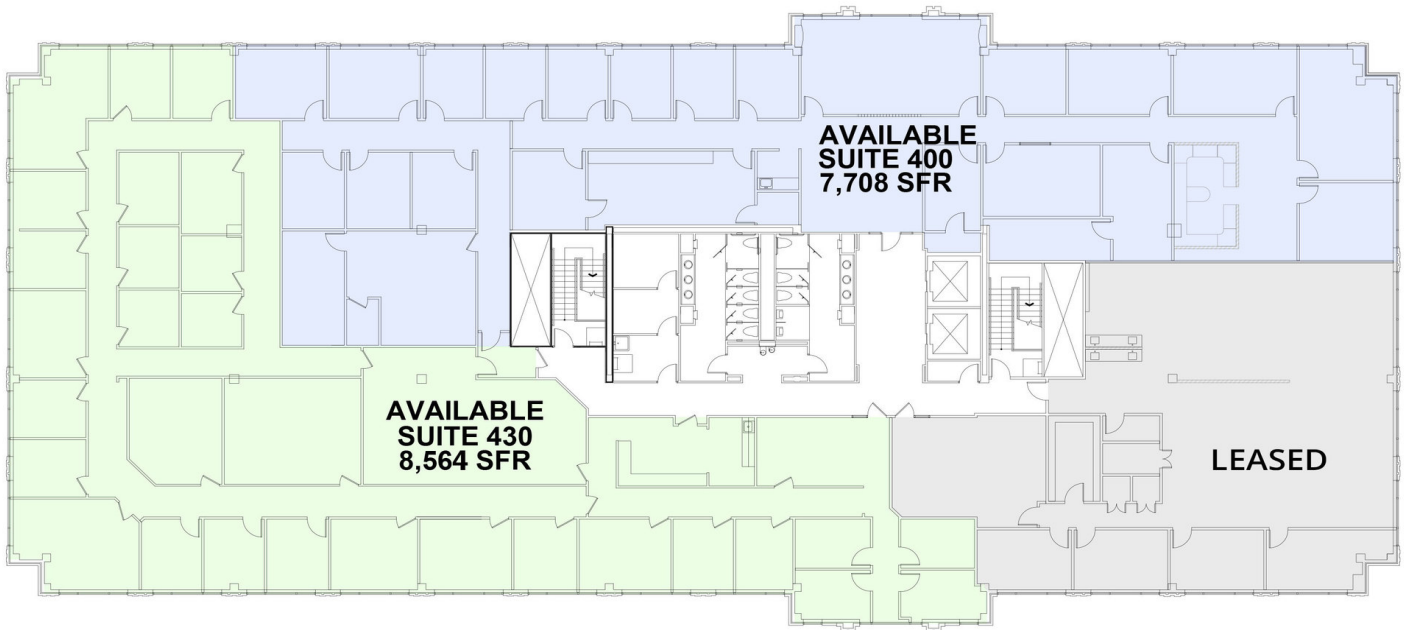 AVAILABLE
SUITE 400
7,708 SFR
AVAILABLE
SUITE 430
8,564 SFR
LEASED